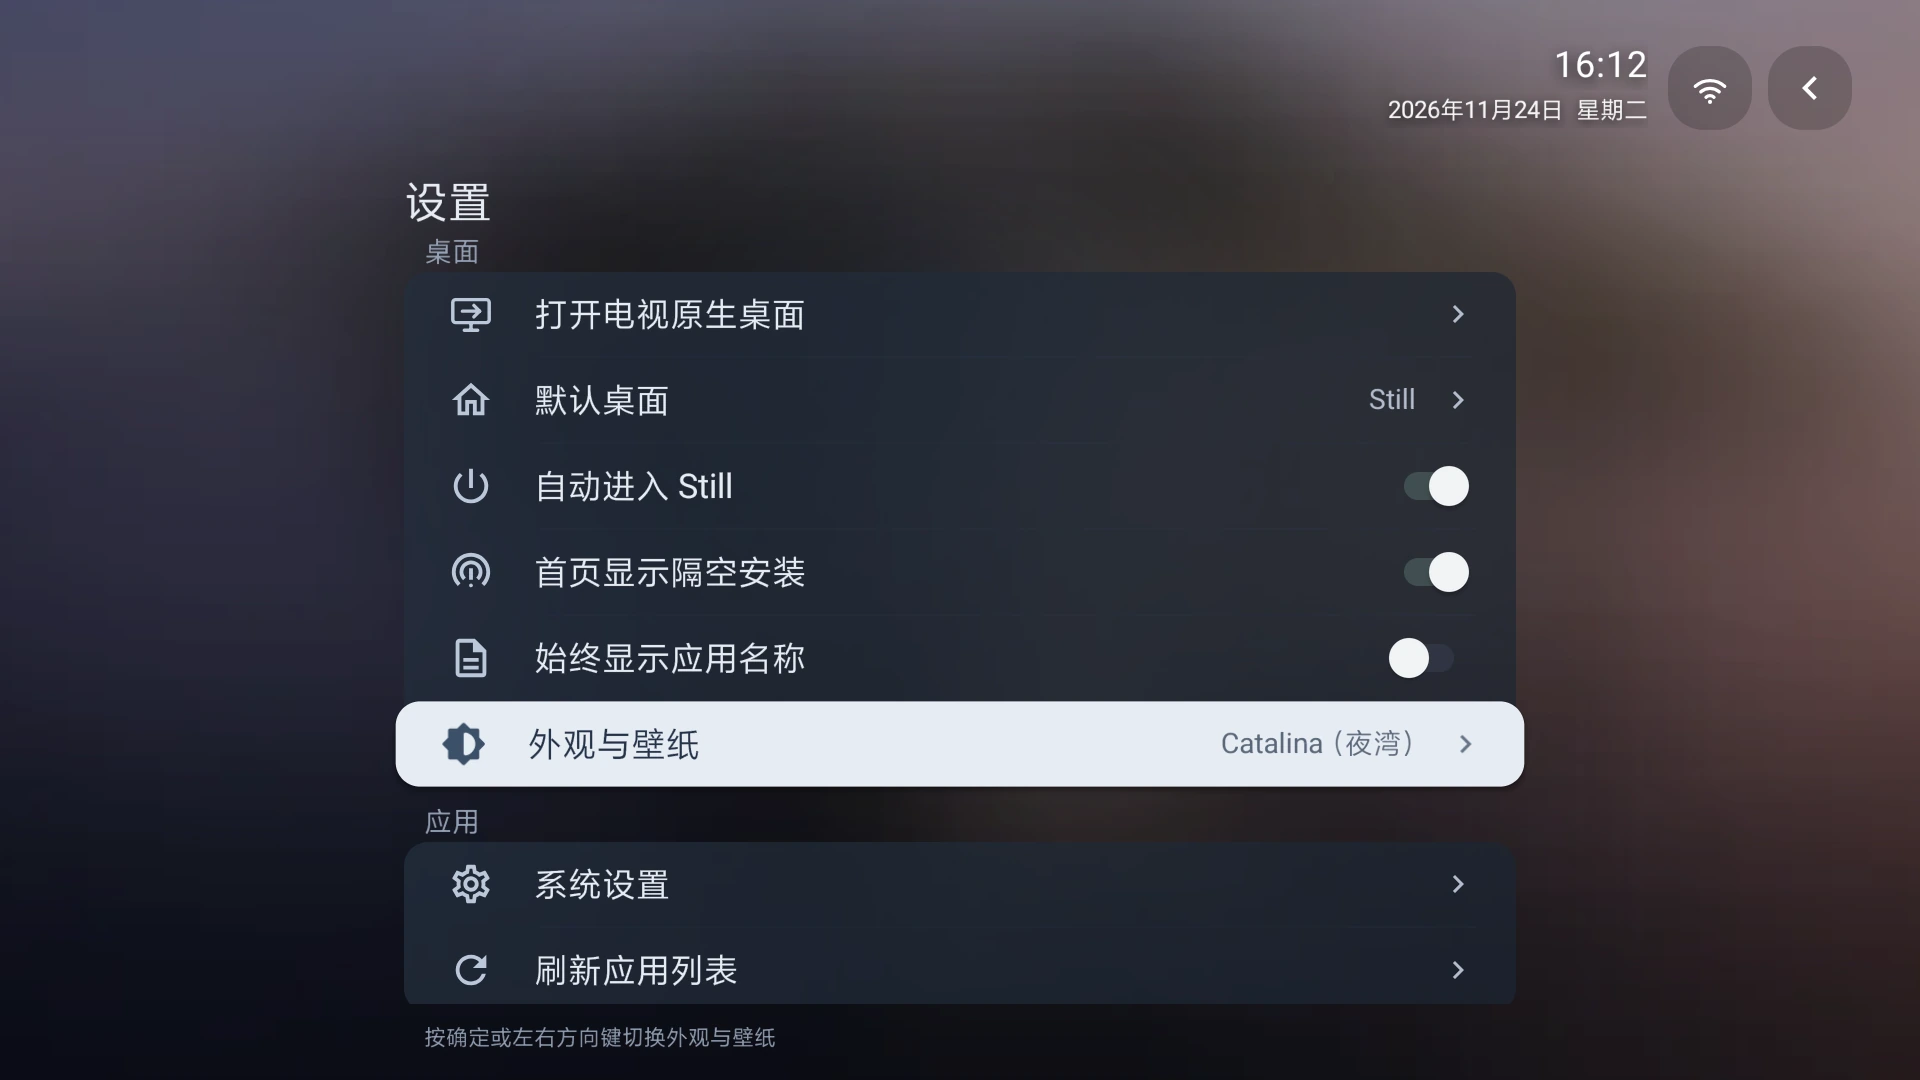 16:12
2026年11月24日 星期二
设置
桌面
打开电视原生桌面
默认桌面 Still
自动进入 Still
首页显示隔空安装
始终显示应用名称
外观与壁纸 Catalina（夜湾）
应用
系统设置
刷新应用列表
按确定或左右方向键切换外观与壁纸